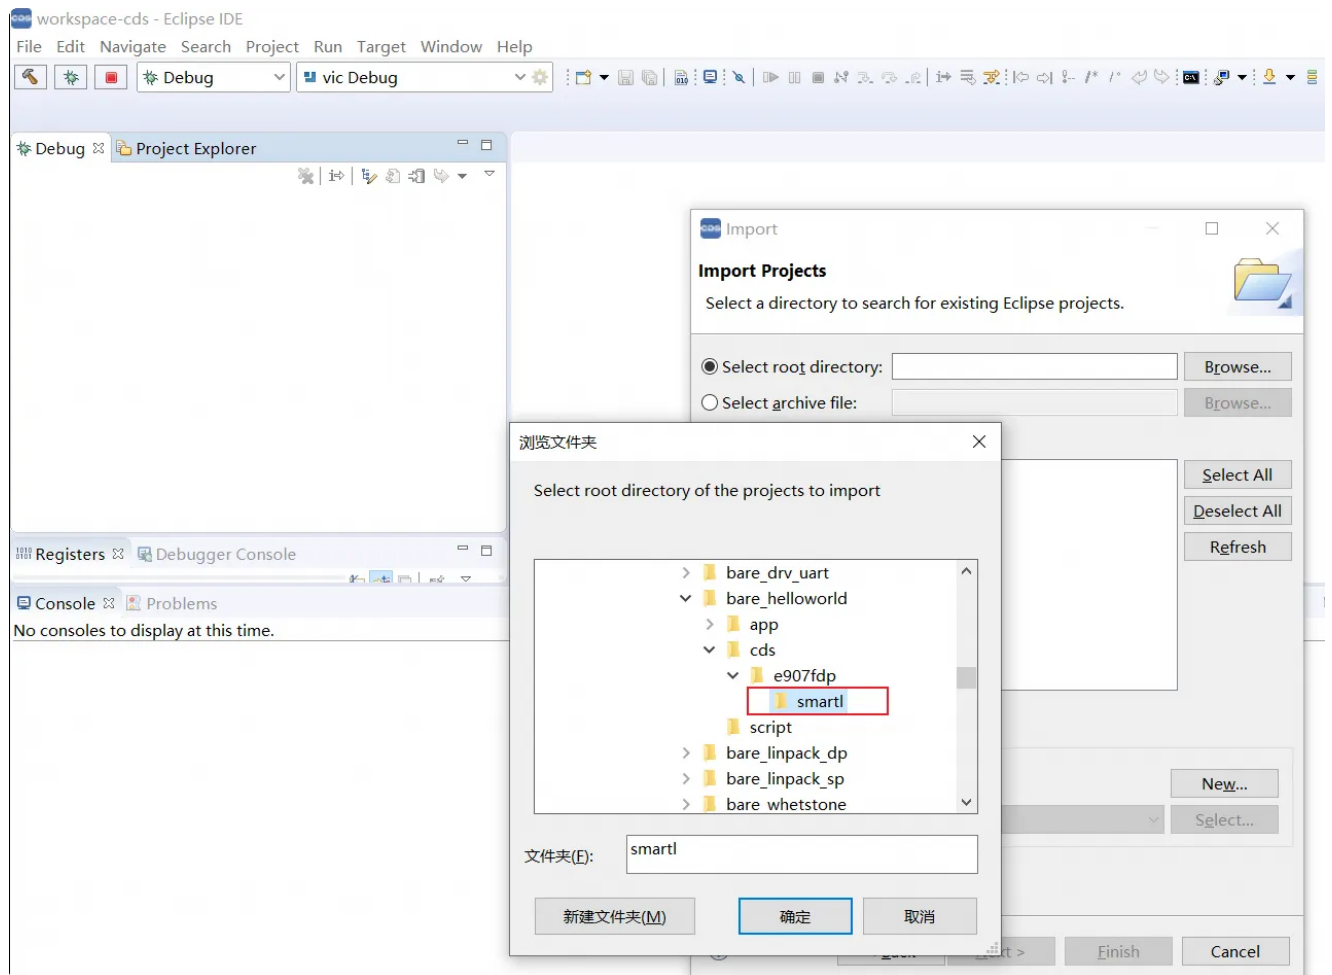 workspace-cds - Eclipse IDE
File Edit Navigate Search Project Run Target Window Help
Debug vic Debug
Debug Project Explorer
Import
Import Projects
Select a directory to search for existing Eclipse projects.
Select root directory: Browse...
Select archive file: Browse...
浏览文件夹
Select root directory of the projects to import
Select All
Deselect All
Refresh
Registers Debugger Console
Console Problems
No consoles to display at this time.
bare_drv_uart
bare_helloworld
app
cds
e907fdp
smartl
script
bare_linpack_dp
bare_linpack_sp
bare_whetstone
New...
Select...
文件夹(F): smartl
新建文件夹(M) 确定 取消
Finish Cancel